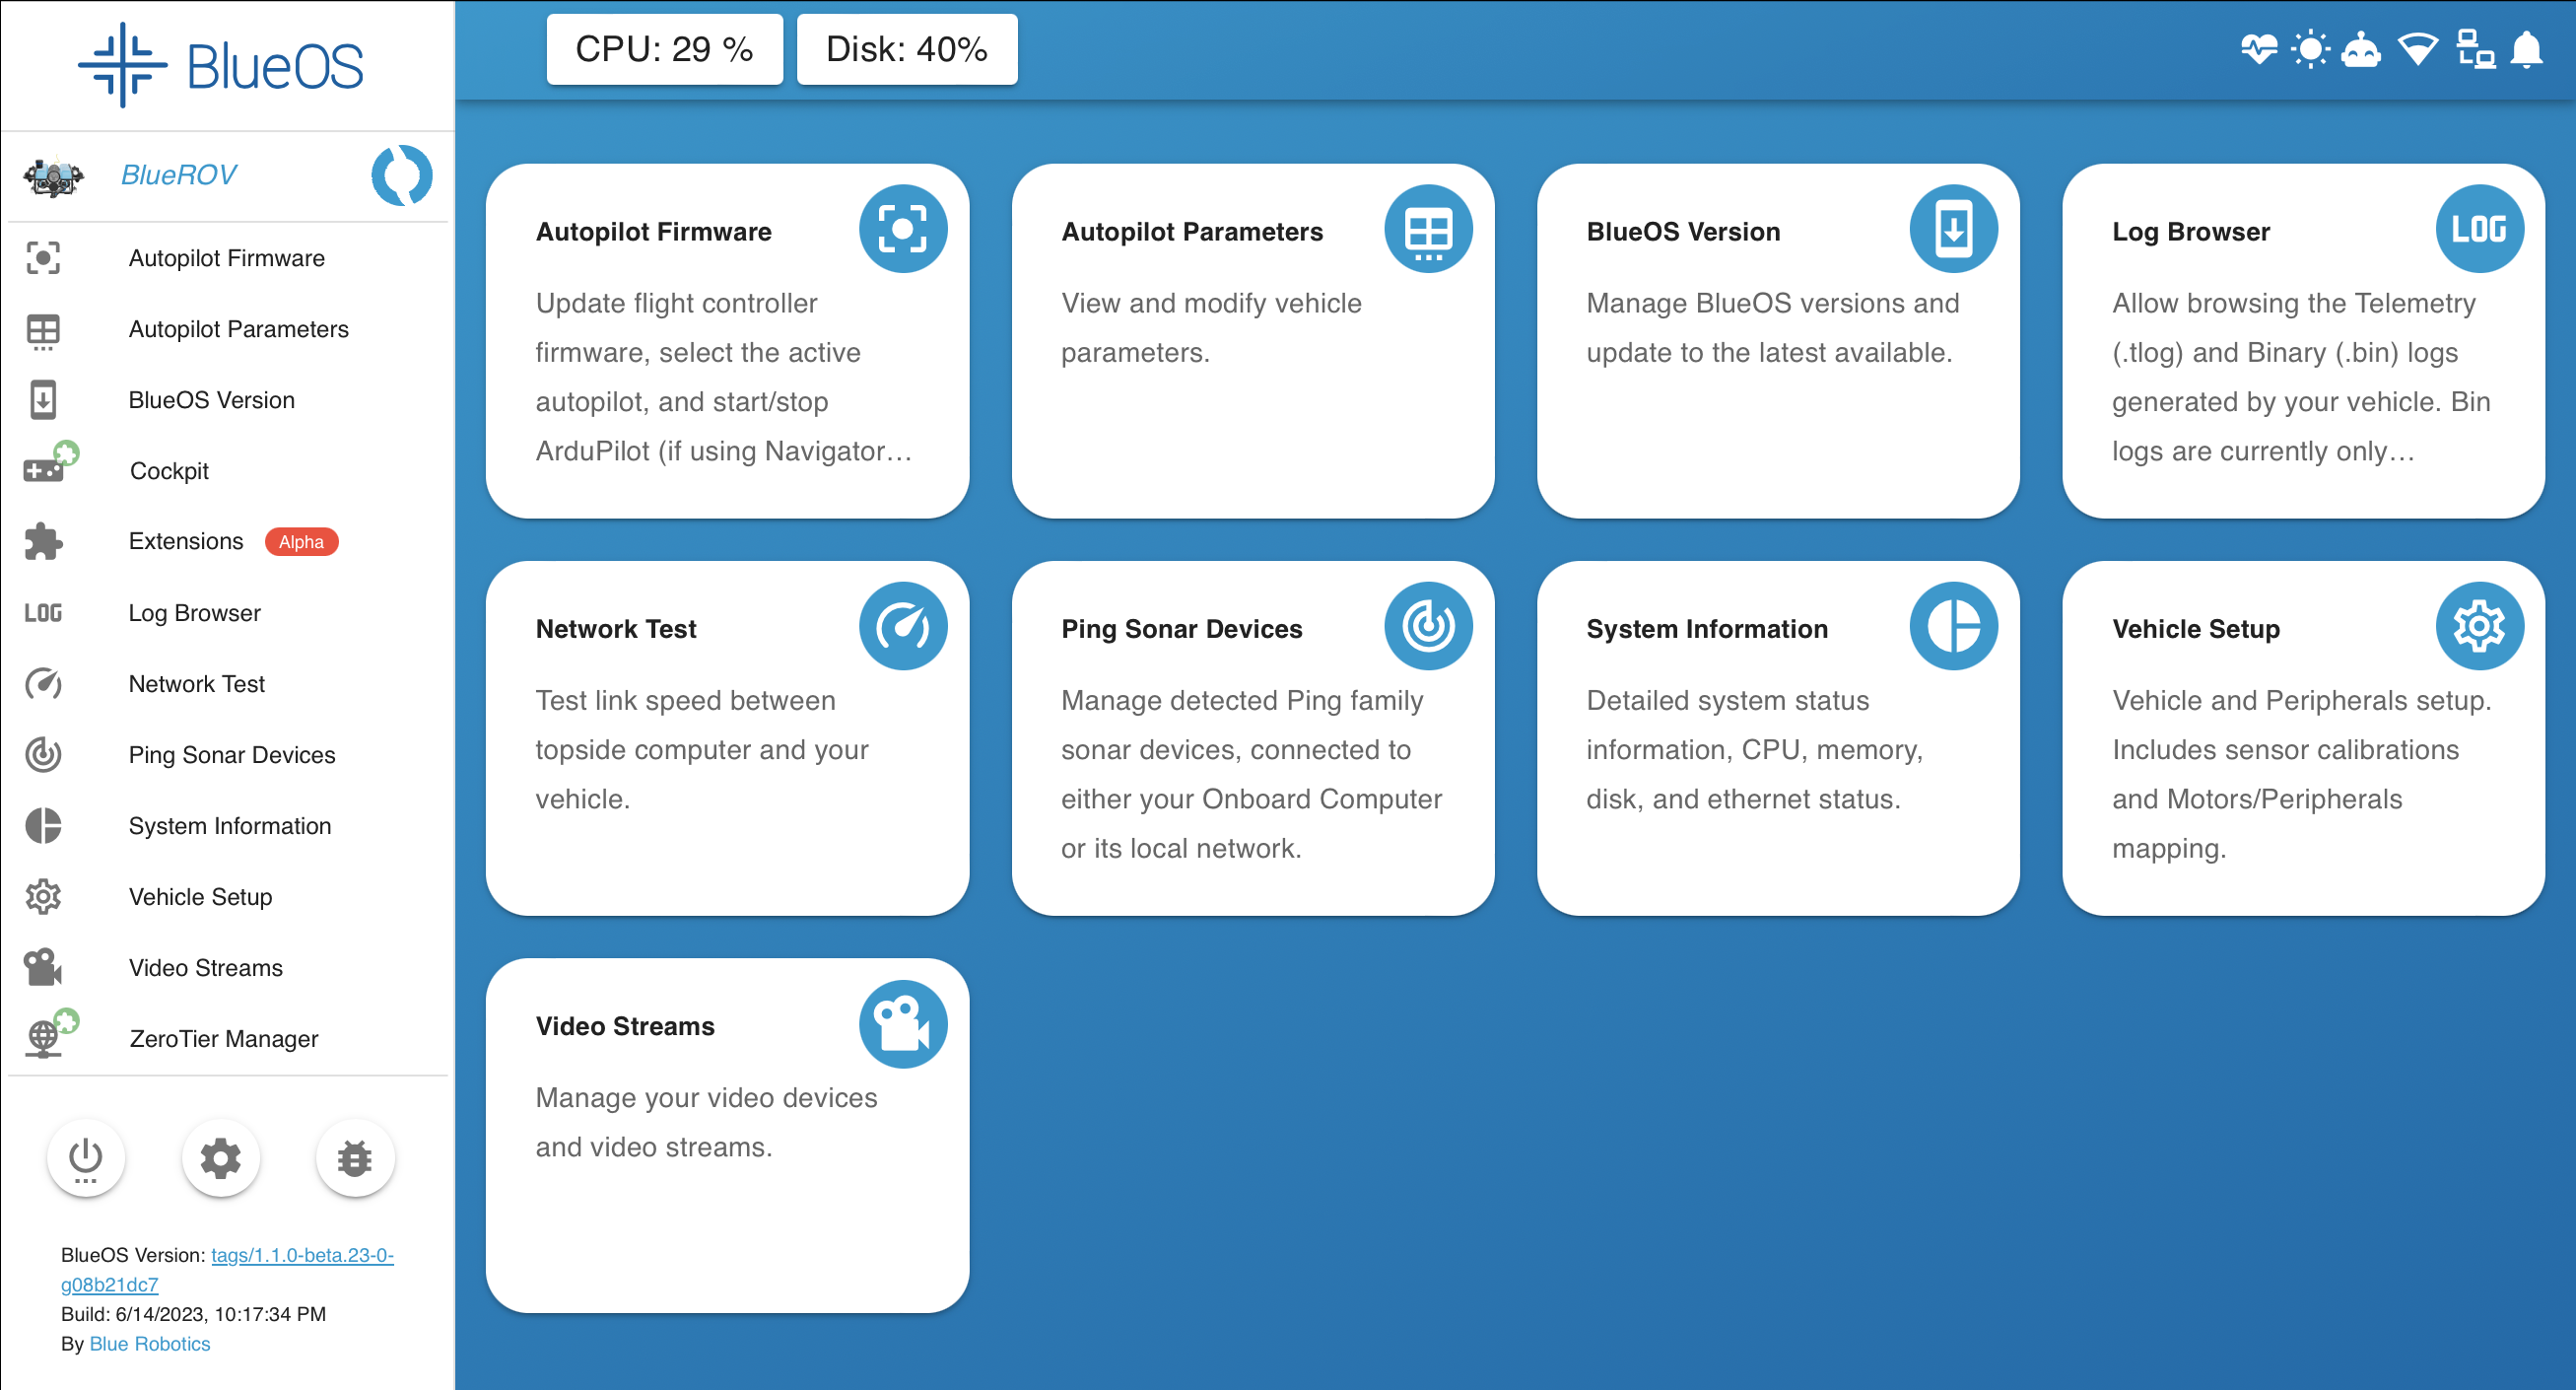 BlueOS
CPU: 29 %
Disk: 40%
BlueROV
Autopilot Firmware
Autopilot Parameters
BlueOS Version
Cockpit
Extensions Alpha
LOG Log Browser
Network Test
Ping Sonar Devices
System Information
Vehicle Setup
Video Streams
ZeroTier Manager
BlueOS Version: tags/1.1.0-beta.23-0-
g08b21dc7
Build: 6/14/2023, 10:17:34 PM
By Blue Robotics
Autopilot Firmware
Update flight controller
firmware, select the active
autopilot, and start/stop
ArduPilot (if using Navigator…
Autopilot Parameters
View and modify vehicle
parameters.
BlueOS Version
Manage BlueOS versions and
update to the latest available.
Log Browser
LOG
Allow browsing the Telemetry
(.tlog) and Binary (.bin) logs
generated by your vehicle. Bin
logs are currently only…
Network Test
Test link speed between
topside computer and your
vehicle.
Ping Sonar Devices
Manage detected Ping family
sonar devices, connected to
either your Onboard Computer
or its local network.
System Information
Detailed system status
information, CPU, memory,
disk, and ethernet status.
Vehicle Setup
Vehicle and Peripherals setup.
Includes sensor calibrations
and Motors/Peripherals
mapping.
Video Streams
Manage your video devices
and video streams.